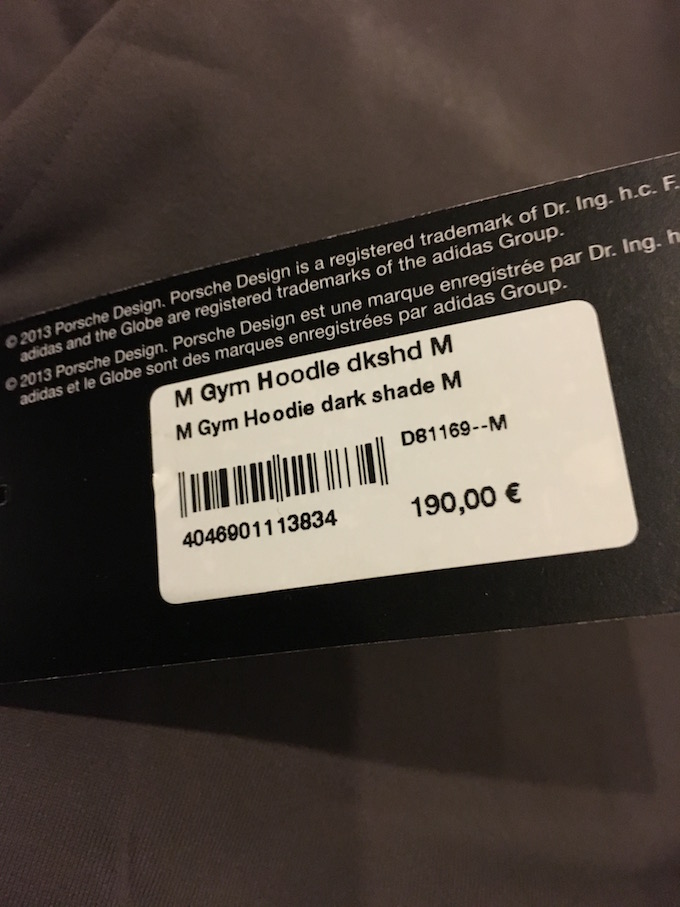 © 2013 Porsche Design. Porsche Design is a registered trademark of Dr. Ing. h.c. F.
adidas and the Globe are registered trademarks of the adidas Group.
© 2013 Porsche Design. Porsche Design est une marque enregistrée par Dr. Ing. h
adidas et le Globe sont des marques enregistrées par adidas Group.
M Gym Hoodle dkshd M
M Gym Hoodie dark shade M
D81169--M
4046901113834
190,00 €